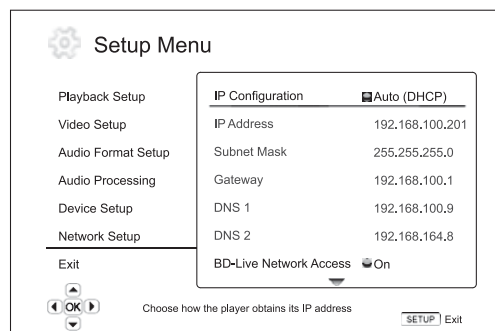 Setup Menu
Playback Setup
Video Setup
Audio Format Setup
Audio Processing
Device Setup
Network Setup
Exit
IP Configuration Auto (DHCP)
IP Address 192.168.100.201
Subnet Mask 255.255.255.0
Gateway 192.168.100.1
DNS 1 192.168.100.9
DNS 2 192.168.164.8
BD-Live Network Access On
OK
Choose how the player obtains its IP address
SETUP Exit